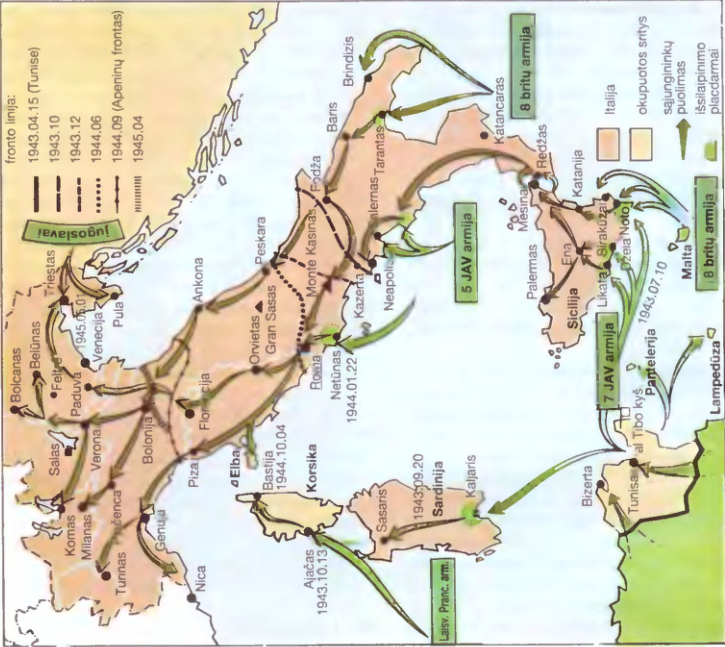 fronto linija:
1943.04.15 (Tunise)
1943.10
1943.12
1944.06
1944.09 (Apeninų frontas)
1945.04
jugoslavai
Triestas
1945.05.01
Pula
Venecija
Bolcanas
Belūnas
Feltrė
Paduva
Salas
Verona
Komas
Milanas
Bolonija
Turinas
Genuja
Nica
Piza
Florencija
Ankona
Peskara
Orvietas
Gran Sasas
Roma
Netūnas
1944.01.22
Monte Kasinas
Kazerta
Neapolis
Fodža
Baris
Brindizis
Tarantas
8 britų armija
Katancaras
Redžas
Mesina
Katanija
Palermas
Ena
Sicilija
Sirakūzai
Noto
Likata
1943.07.10
5 JAV armija
7 JAV armija
8 britų armija
Malta
Pantelerija
Lampedūza
al Tibo kyš.
Tunisas
Bizerta
Elba
Bastija
1944.10.04
Korsika
Ajačas
1943.10.13
Sasaris
1943.09.20
Sardinija
Kaljaris
Laisv. Pranc. arm.
Italija
okupuotos sritys
sąjungininkų
puolimas
išsilaipinimo
placdarmai